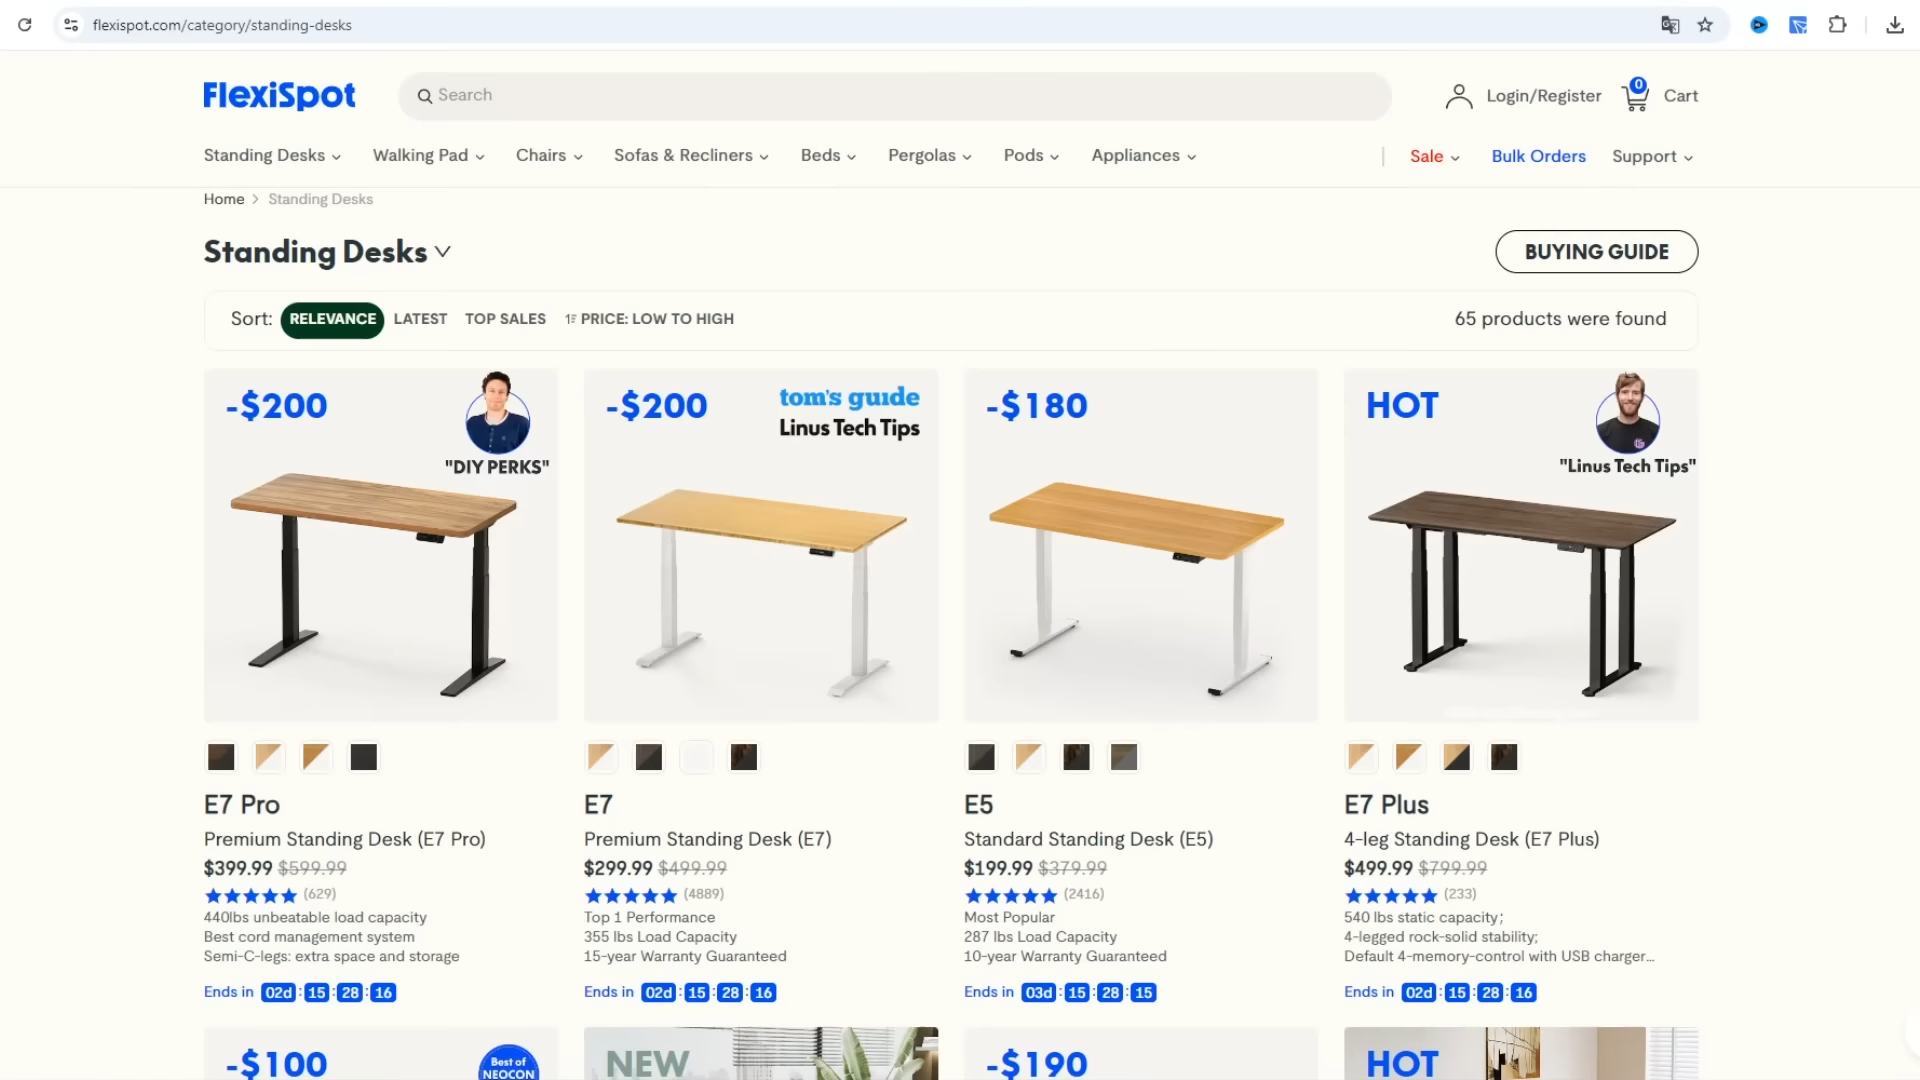 flexispot.com/category/standing-desks
FlexiSpot
Search
Login/Register
0
Cart
Standing Desks
Walking Pad
Chairs
Sofas & Recliners
Beds
Pergolas
Pods
Appliances
Sale
Bulk Orders
Support
Home > Standing Desks
Standing Desks
BUYING GUIDE
Sort: RELEVANCE LATEST TOP SALES PRICE: LOW TO HIGH
65 products were found
-$200
"DIY PERKS"
E7 Pro
Premium Standing Desk (E7 Pro)
$399.99 $599.99
(629)
440lbs unbeatable load capacity
Best cord management system
Semi-C-legs: extra space and storage
Ends in 02d : 15 : 28 : 16
-$200
tom's guide
Linus Tech Tips
E7
Premium Standing Desk (E7)
$299.99 $499.99
(4889)
Top 1 Performance
355 lbs Load Capacity
15-year Warranty Guaranteed
Ends in 02d : 15 : 28 : 16
-$180
E5
Standard Standing Desk (E5)
$199.99 $379.99
(2416)
Most Popular
287 lbs Load Capacity
10-year Warranty Guaranteed
Ends in 03d : 15 : 28 : 15
HOT
"Linus Tech Tips"
E7 Plus
4-leg Standing Desk (E7 Plus)
$499.99 $799.99
(233)
540 lbs static capacity;
4-legged rock-solid stability;
Default 4-memory-control with USB charger...
Ends in 02d : 15 : 28 : 16
-$100
Best of
NEOCON
NEW
-$190
HOT